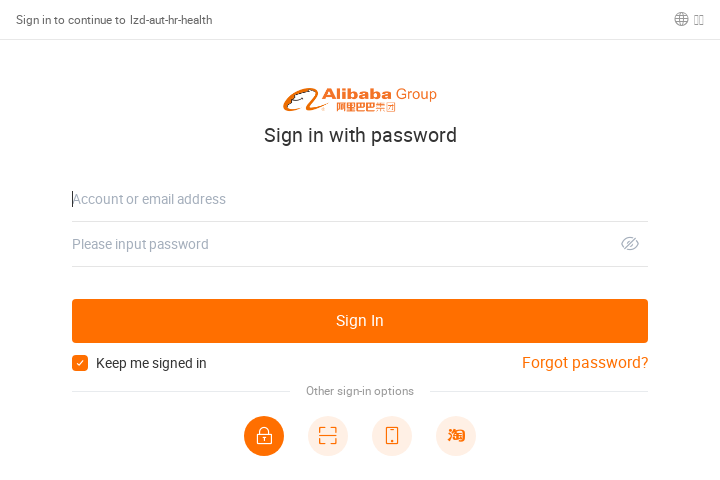 Sign in to continue to lzd-aut-hr-health
Alibaba Group
阿里巴巴集团
Sign in with password
Account or email address
Please input password
Sign In
Keep me signed in
Forgot password?
Other sign-in options
淘